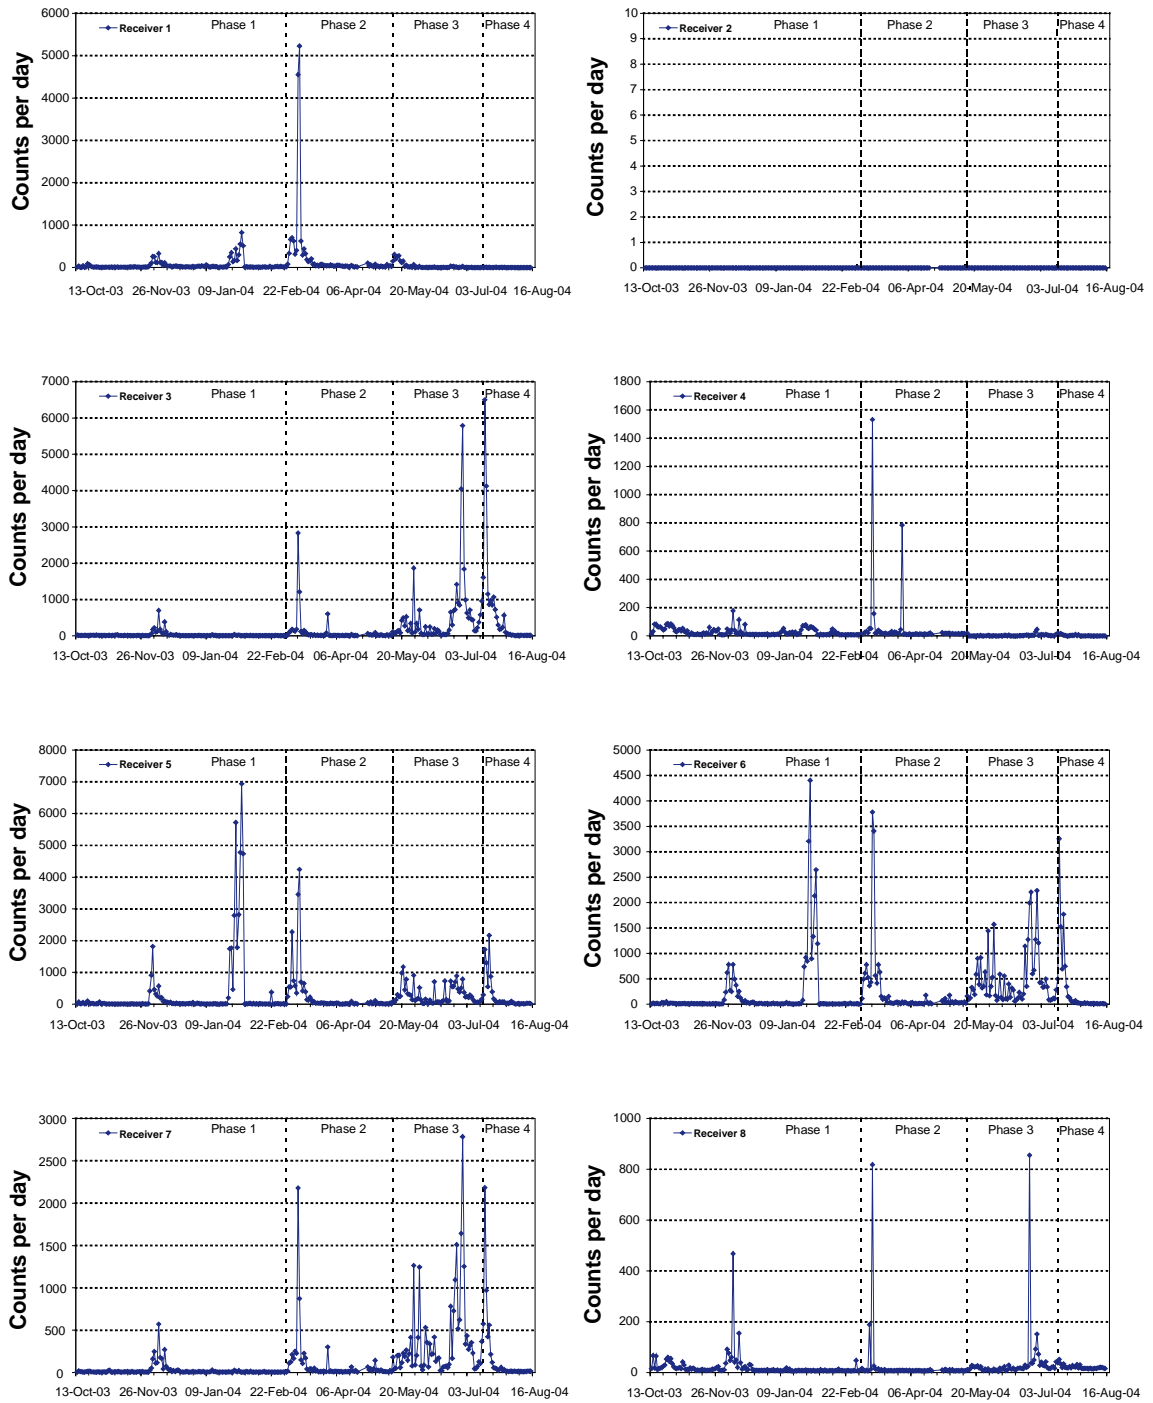 6000
Receiver 1 Phase 1 Phase 2 Phase 3 Phase 4
5000
4000
3000
2000
1000
0
Counts per day
13-Oct-03 26-Nov-03 09-Jan-04 22-Feb-04 06-Apr-04 20-May-04 03-Jul-04 16-Aug-04
10
Receiver 2 Phase 1 Phase 2 Phase 3 Phase 4
9
8
7
6
5
4
3
2
1
0
Counts per day
13-Oct-03 26-Nov-03 09-Jan-04 22-Feb-04 06-Apr-04 20-May-04 03-Jul-04 16-Aug-04
7000
Receiver 3 Phase 1 Phase 2 Phase 3 Phase 4
6000
5000
4000
3000
2000
1000
0
Counts per day
13-Oct-03 26-Nov-03 09-Jan-04 22-Feb-04 06-Apr-04 20-May-04 03-Jul-04 16-Aug-04
1800
Receiver 4 Phase 1 Phase 2 Phase 3 Phase 4
1600
1400
1200
1000
800
600
400
200
0
Counts per day
13-Oct-03 26-Nov-03 09-Jan-04 22-Feb-04 06-Apr-04 20-May-04 03-Jul-04 16-Aug-04
8000
Receiver 5 Phase 1 Phase 2 Phase 3 Phase 4
7000
6000
5000
4000
3000
2000
1000
0
Counts per day
13-Oct-03 26-Nov-03 09-Jan-04 22-Feb-04 06-Apr-04 20-May-04 03-Jul-04 16-Aug-04
5000
Receiver 6 Phase 1 Phase 2 Phase 3 Phase 4
4500
4000
3500
3000
2500
2000
1500
1000
500
0
Counts per day
13-Oct-03 26-Nov-03 09-Jan-04 22-Feb-04 06-Apr-04 20-May-04 03-Jul-04 16-Aug-04
3000
Receiver 7 Phase 1 Phase 2 Phase 3 Phase 4
2500
2000
1500
1000
500
0
Counts per day
13-Oct-03 26-Nov-03 09-Jan-04 22-Feb-04 06-Apr-04 20-May-04 03-Jul-04 16-Aug-04
1000
Receiver 8 Phase 1 Phase 2 Phase 3 Phase 4
800
600
400
200
0
Counts per day
13-Oct-03 26-Nov-03 09-Jan-04 22-Feb-04 06-Apr-04 20-May-04 03-Jul-04 16-Aug-04